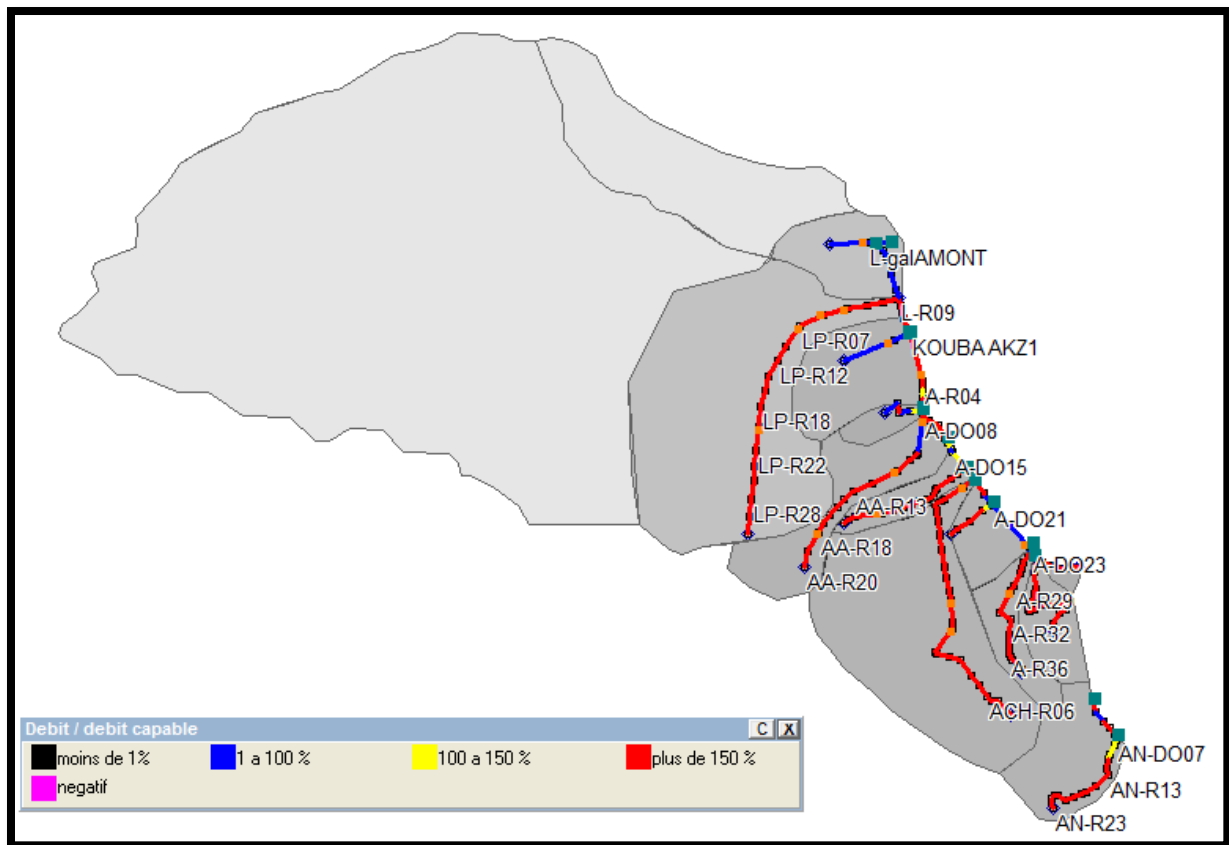 L-galAMONT
L-R09
LP-R07
KOUBA AKZ1
LP-R12
A-R04
LP-R18
A-DO08
LP-R22
A-DO15
AA-R13
LP-R28
A-DO21
AA-R18
A-DO23
AA-R20
A-R29
A-R32
A-R36
ACH-R06
AN-DO07
AN-R13
AN-R23
Debit / debit capable
C X
moins de 1%
1 a 100 %
100 a 150 %
plus de 150 %
negatif